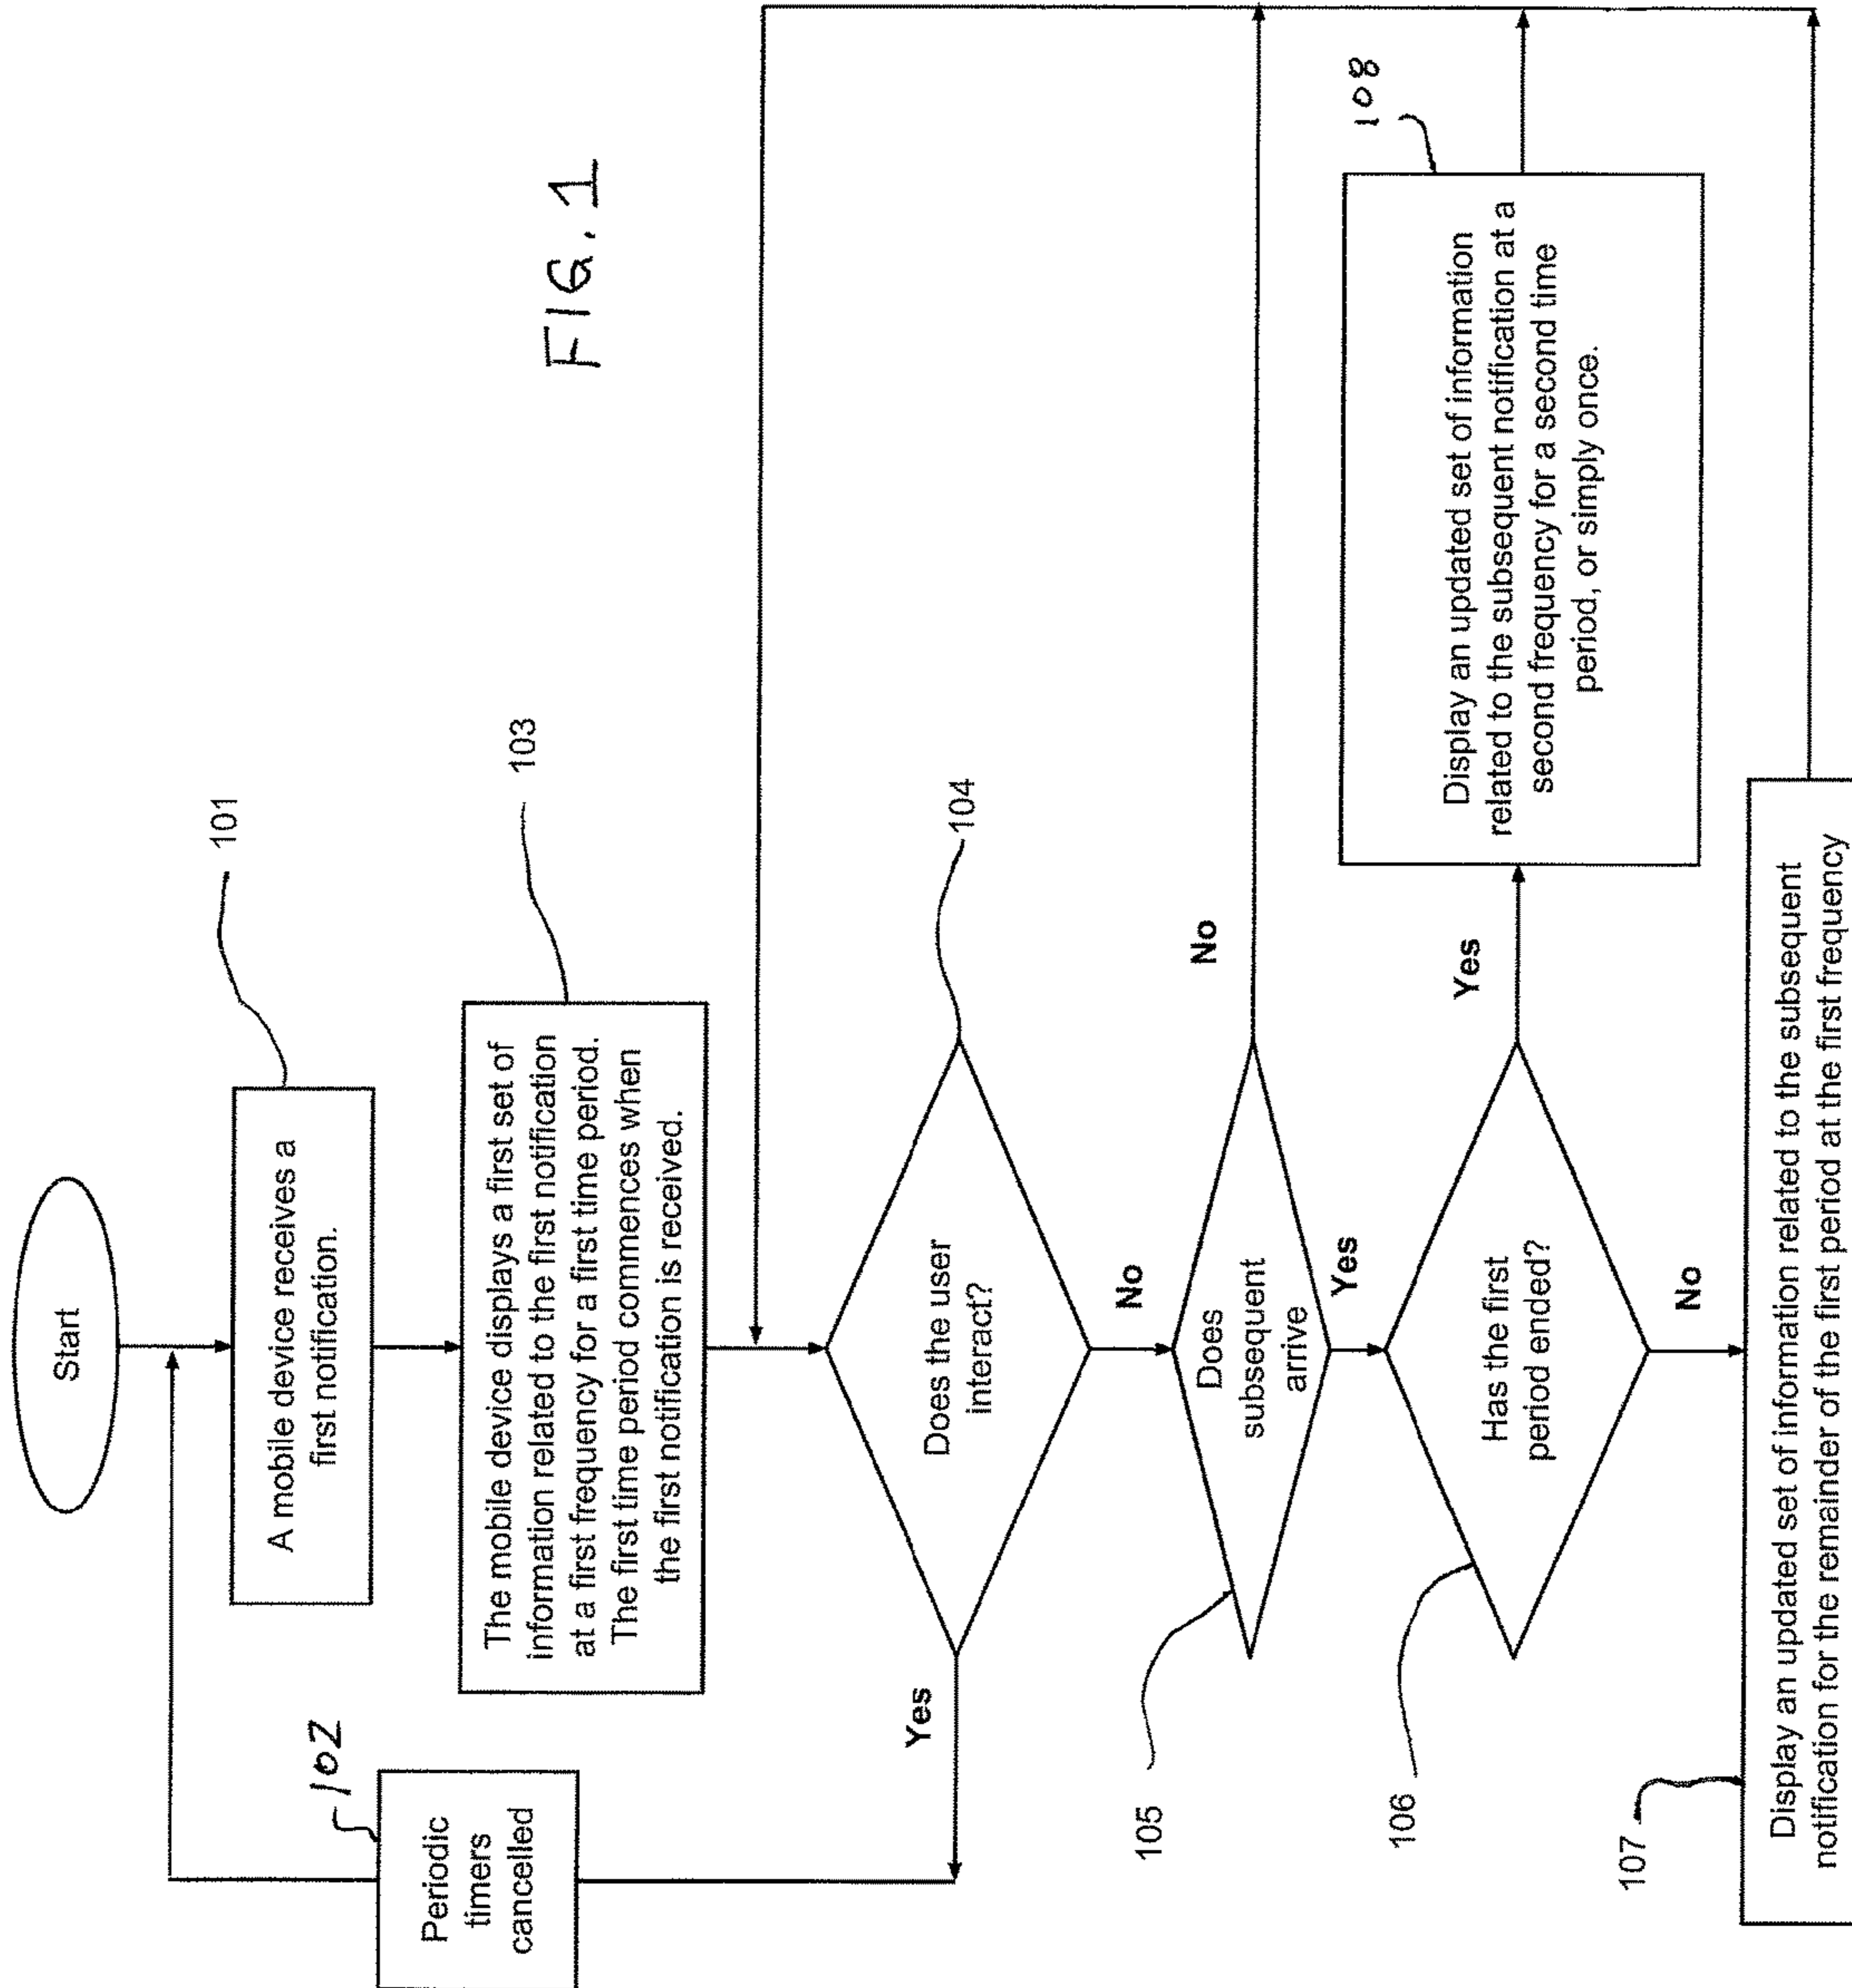 Start
A mobile device receives a
first notification.
101
The mobile device displays a first set of
information related to the first notification
at a first frequency for a first time period.
The first time period commences when
the first notification is received.
103
Periodic
timers
cancelled
102
FIG. 1
Does the user
interact?
104
Yes
No
Does
subsequent
arrive
105
No
Yes
Has the first
period ended?
106
Yes
No
Display an updated set of information
related to the subsequent notification at a
second frequency for a second time
period, or simply once.
108
Display an updated set of information related to the subsequent
notification for the remainder of the first period at the first frequency
107